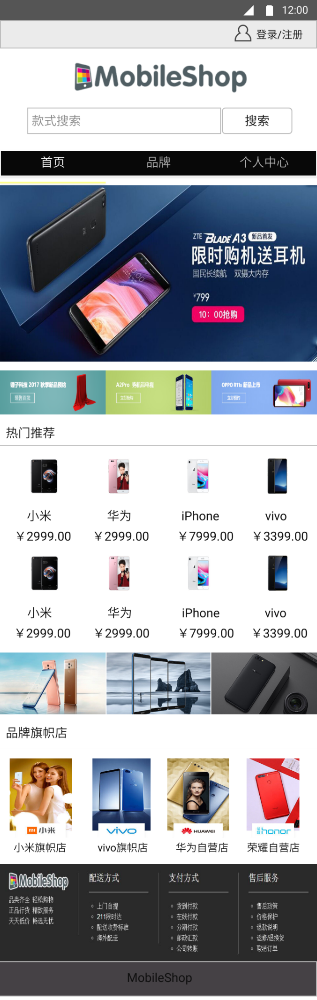 12:00
登录/注册
MobileShop
款式搜索
搜索
首页 品牌 个人中心
ZTE BLADE A3 新品首发
限时购机送耳机
国民长续航 双摄大内存
¥799
10：00抢购
锤子科技 2017 秋季新品预约
预售首发
A2Pro 购机赢电视
立即抢购
OPPO R11s 新品上市
立即预约
热门推荐
小米 华为 iPhone vivo
￥2999.00 ￥2999.00 ￥7999.00 ￥3399.00
小米 华为 iPhone vivo
￥2999.00 ￥2999.00 ￥7999.00 ￥3399.00
品牌旗帜店
小米 vivo HUAWEI 荣耀honor
小米旗帜店 vivo旗帜店 华为自营店 荣耀自营店
MobileShop
品类齐全 轻松购物
正品行货 精致服务
天天低价 畅选无忧
配送方式
上门自提
211限时达
配送收费标准
海外配送
支付方式
货到付款
在线付款
分期付款
邮政汇款
公司转账
售后服务
售后政策
价格保护
退款说明
返修/退换货
取消订单
MobileShop